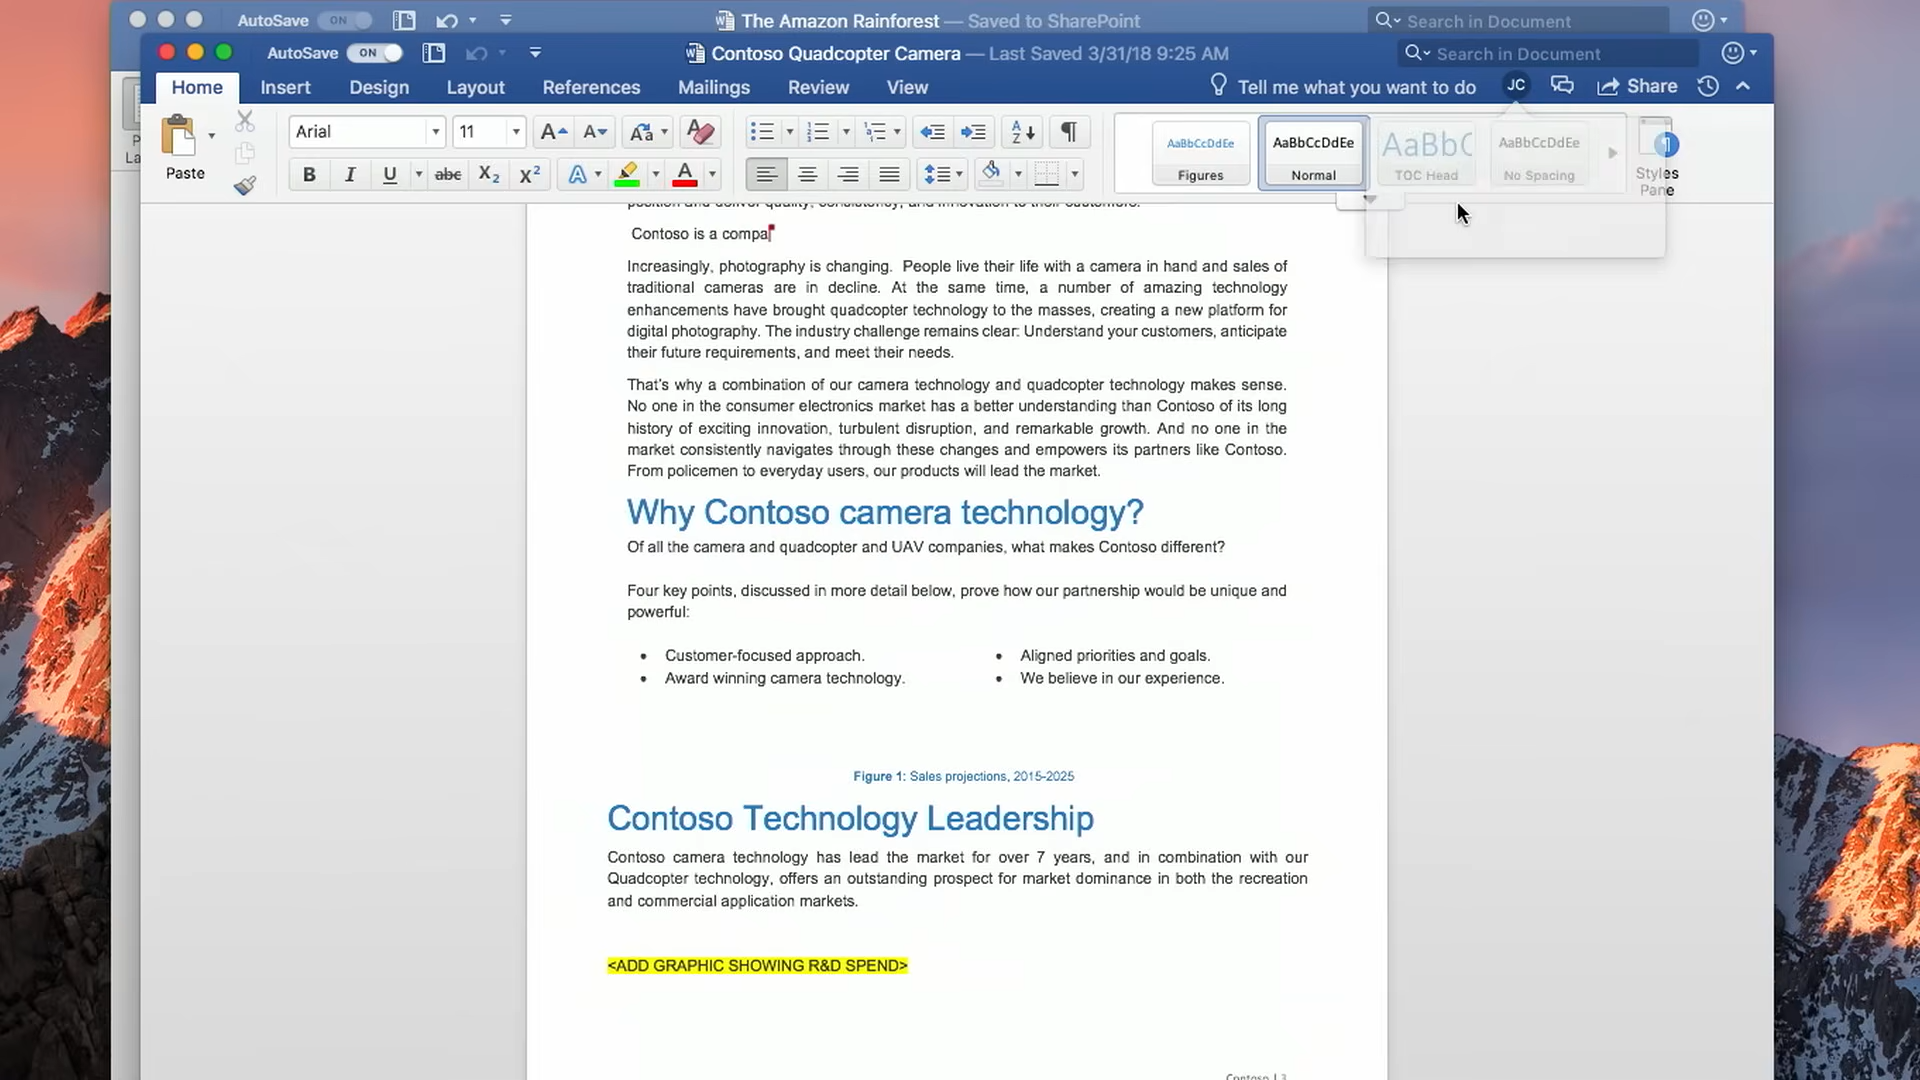 AutoSave ON
The Amazon Rainforest — Saved to SharePoint
Search in Document
AutoSave ON
Contoso Quadcopter Camera — Last Saved 3/31/18 9:25 AM
Search in Document
Home Insert Design Layout References Mailings Review View
Tell me what you want to do
JC
Share
Paste
Arial
11
A A Aa A
A Z
B I U abc X2 X2 A A
AaBbCcDdEe
Figures
AaBbCcDdEe
Normal
AaBbC
TOC Head
AaBbCcDdEe
No Spacing
Styles
Pane
position and deliver quality, consistency, and innovation to their customers.
Contoso is a compa
Increasingly, photography is changing. People live their life with a camera in hand and sales of
traditional cameras are in decline. At the same time, a number of amazing technology
enhancements have brought quadcopter technology to the masses, creating a new platform for
digital photography. The industry challenge remains clear: Understand your customers, anticipate
their future requirements, and meet their needs.
That’s why a combination of our camera technology and quadcopter technology makes sense.
No one in the consumer electronics market has a better understanding than Contoso of its long
history of exciting innovation, turbulent disruption, and remarkable growth. And no one in the
market consistently navigates through these changes and empowers its partners like Contoso.
From policemen to everyday users, our products will lead the market.
Why Contoso camera technology?
Of all the camera and quadcopter and UAV companies, what makes Contoso different?
Four key points, discussed in more detail below, prove how our partnership would be unique and
powerful:
• Customer-focused approach.
• Award winning camera technology.
• Aligned priorities and goals.
• We believe in our experience.
Figure 1: Sales projections, 2015-2025
Contoso Technology Leadership
Contoso camera technology has lead the market for over 7 years, and in combination with our
Quadcopter technology, offers an outstanding prospect for market dominance in both the recreation
and commercial application markets.
<ADD GRAPHIC SHOWING R&D SPEND>
Contoso | 3